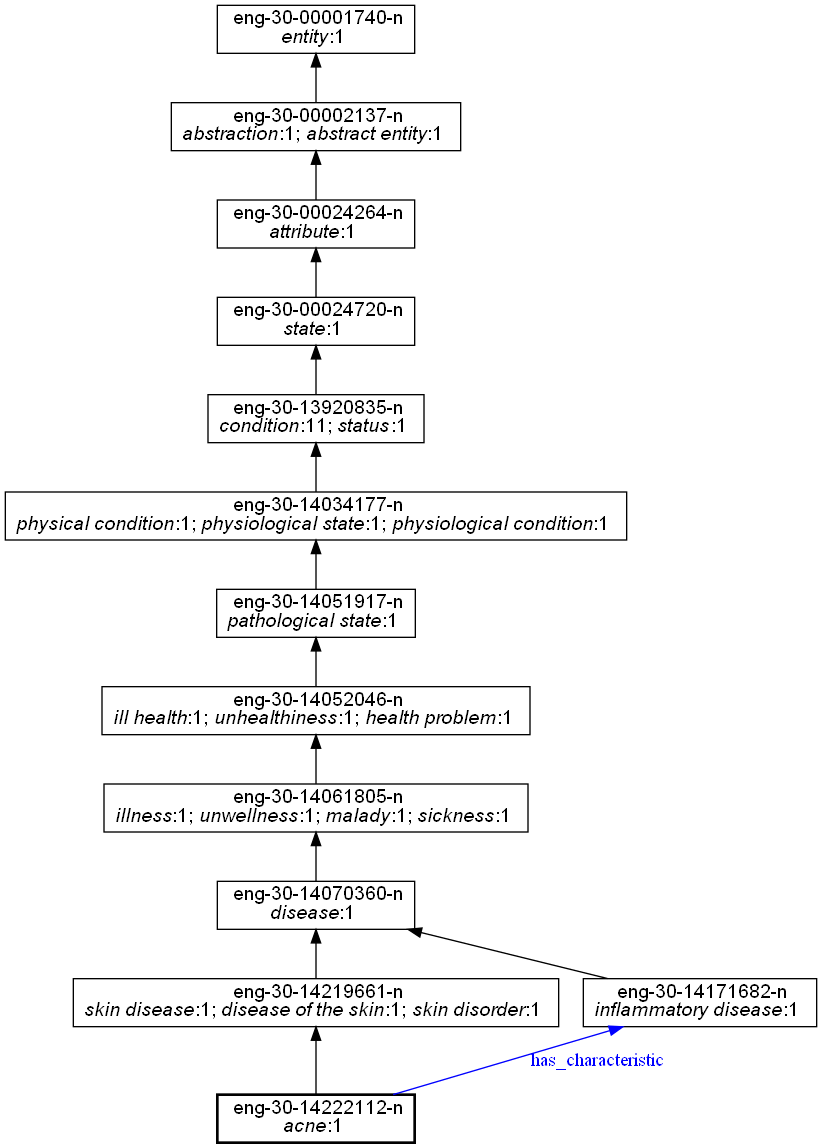 eng-30-00001740-n
entity:1
eng-30-00002137-n
abstraction:1; abstract entity:1
eng-30-00024264-n
attribute:1
eng-30-00024720-n
state:1
eng-30-13920835-n
condition:11; status:1
eng-30-14034177-n
physical condition:1; physiological state:1; physiological condition:1
eng-30-14051917-n
pathological state:1
eng-30-14052046-n
ill health:1; unhealthiness:1; health problem:1
eng-30-14061805-n
illness:1; unwellness:1; malady:1; sickness:1
eng-30-14070360-n
disease:1
eng-30-14219661-n
skin disease:1; disease of the skin:1; skin disorder:1
eng-30-14171682-n
inflammatory disease:1
has_characteristic
eng-30-14222112-n
acne:1